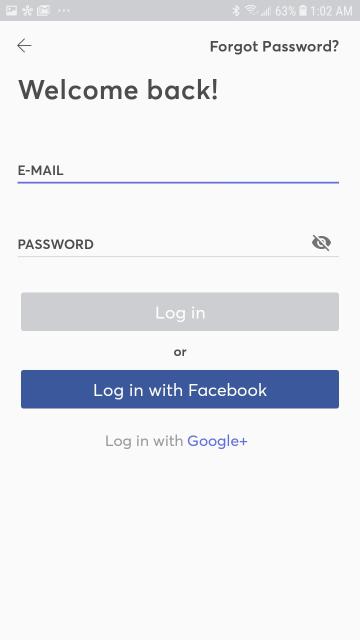 63% 1:02 AM
Forgot Password?
Welcome back!
E-MAIL
PASSWORD
Log in
or
Log in with Facebook
Log in with Google+